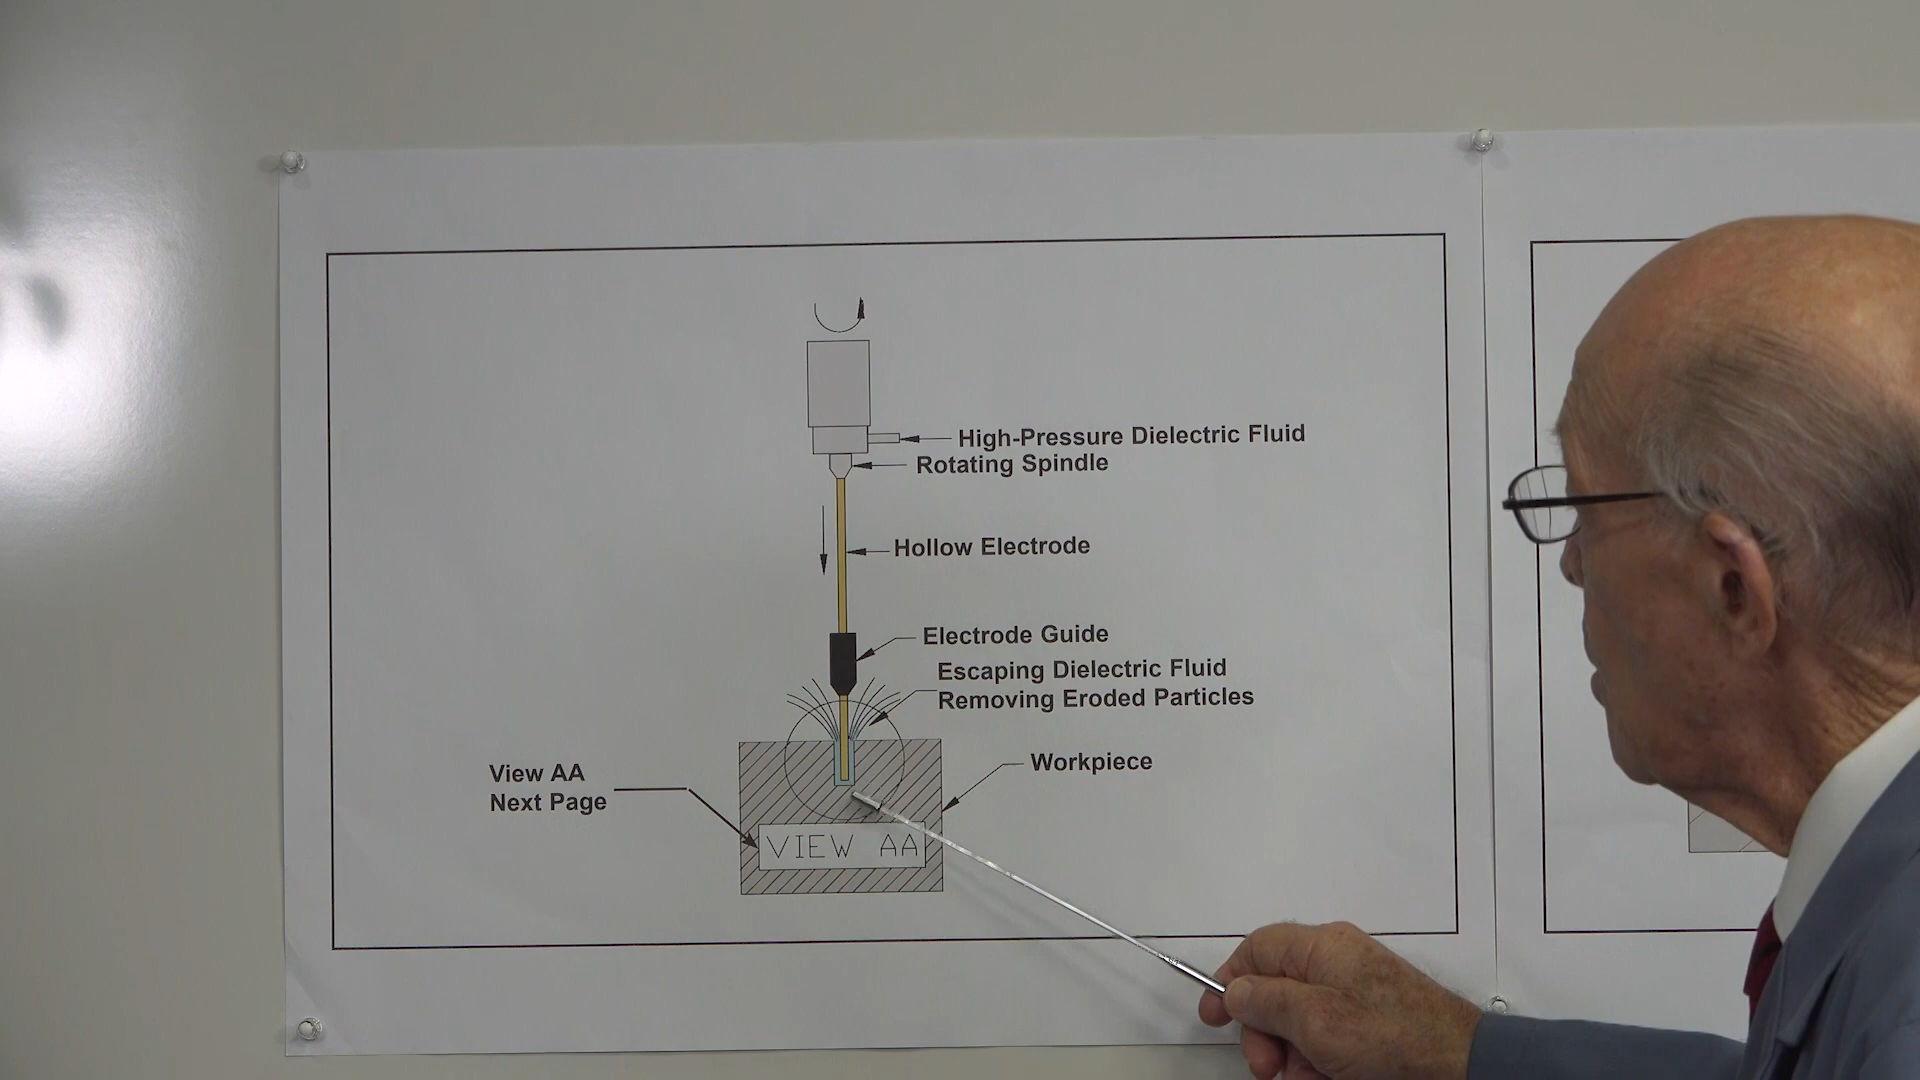 High-Pressure Dielectric Fluid
Rotating Spindle
Hollow Electrode
Electrode Guide
Escaping Dielectric Fluid
Removing Eroded Particles
Workpiece
View AA
Next Page
VIEW AA